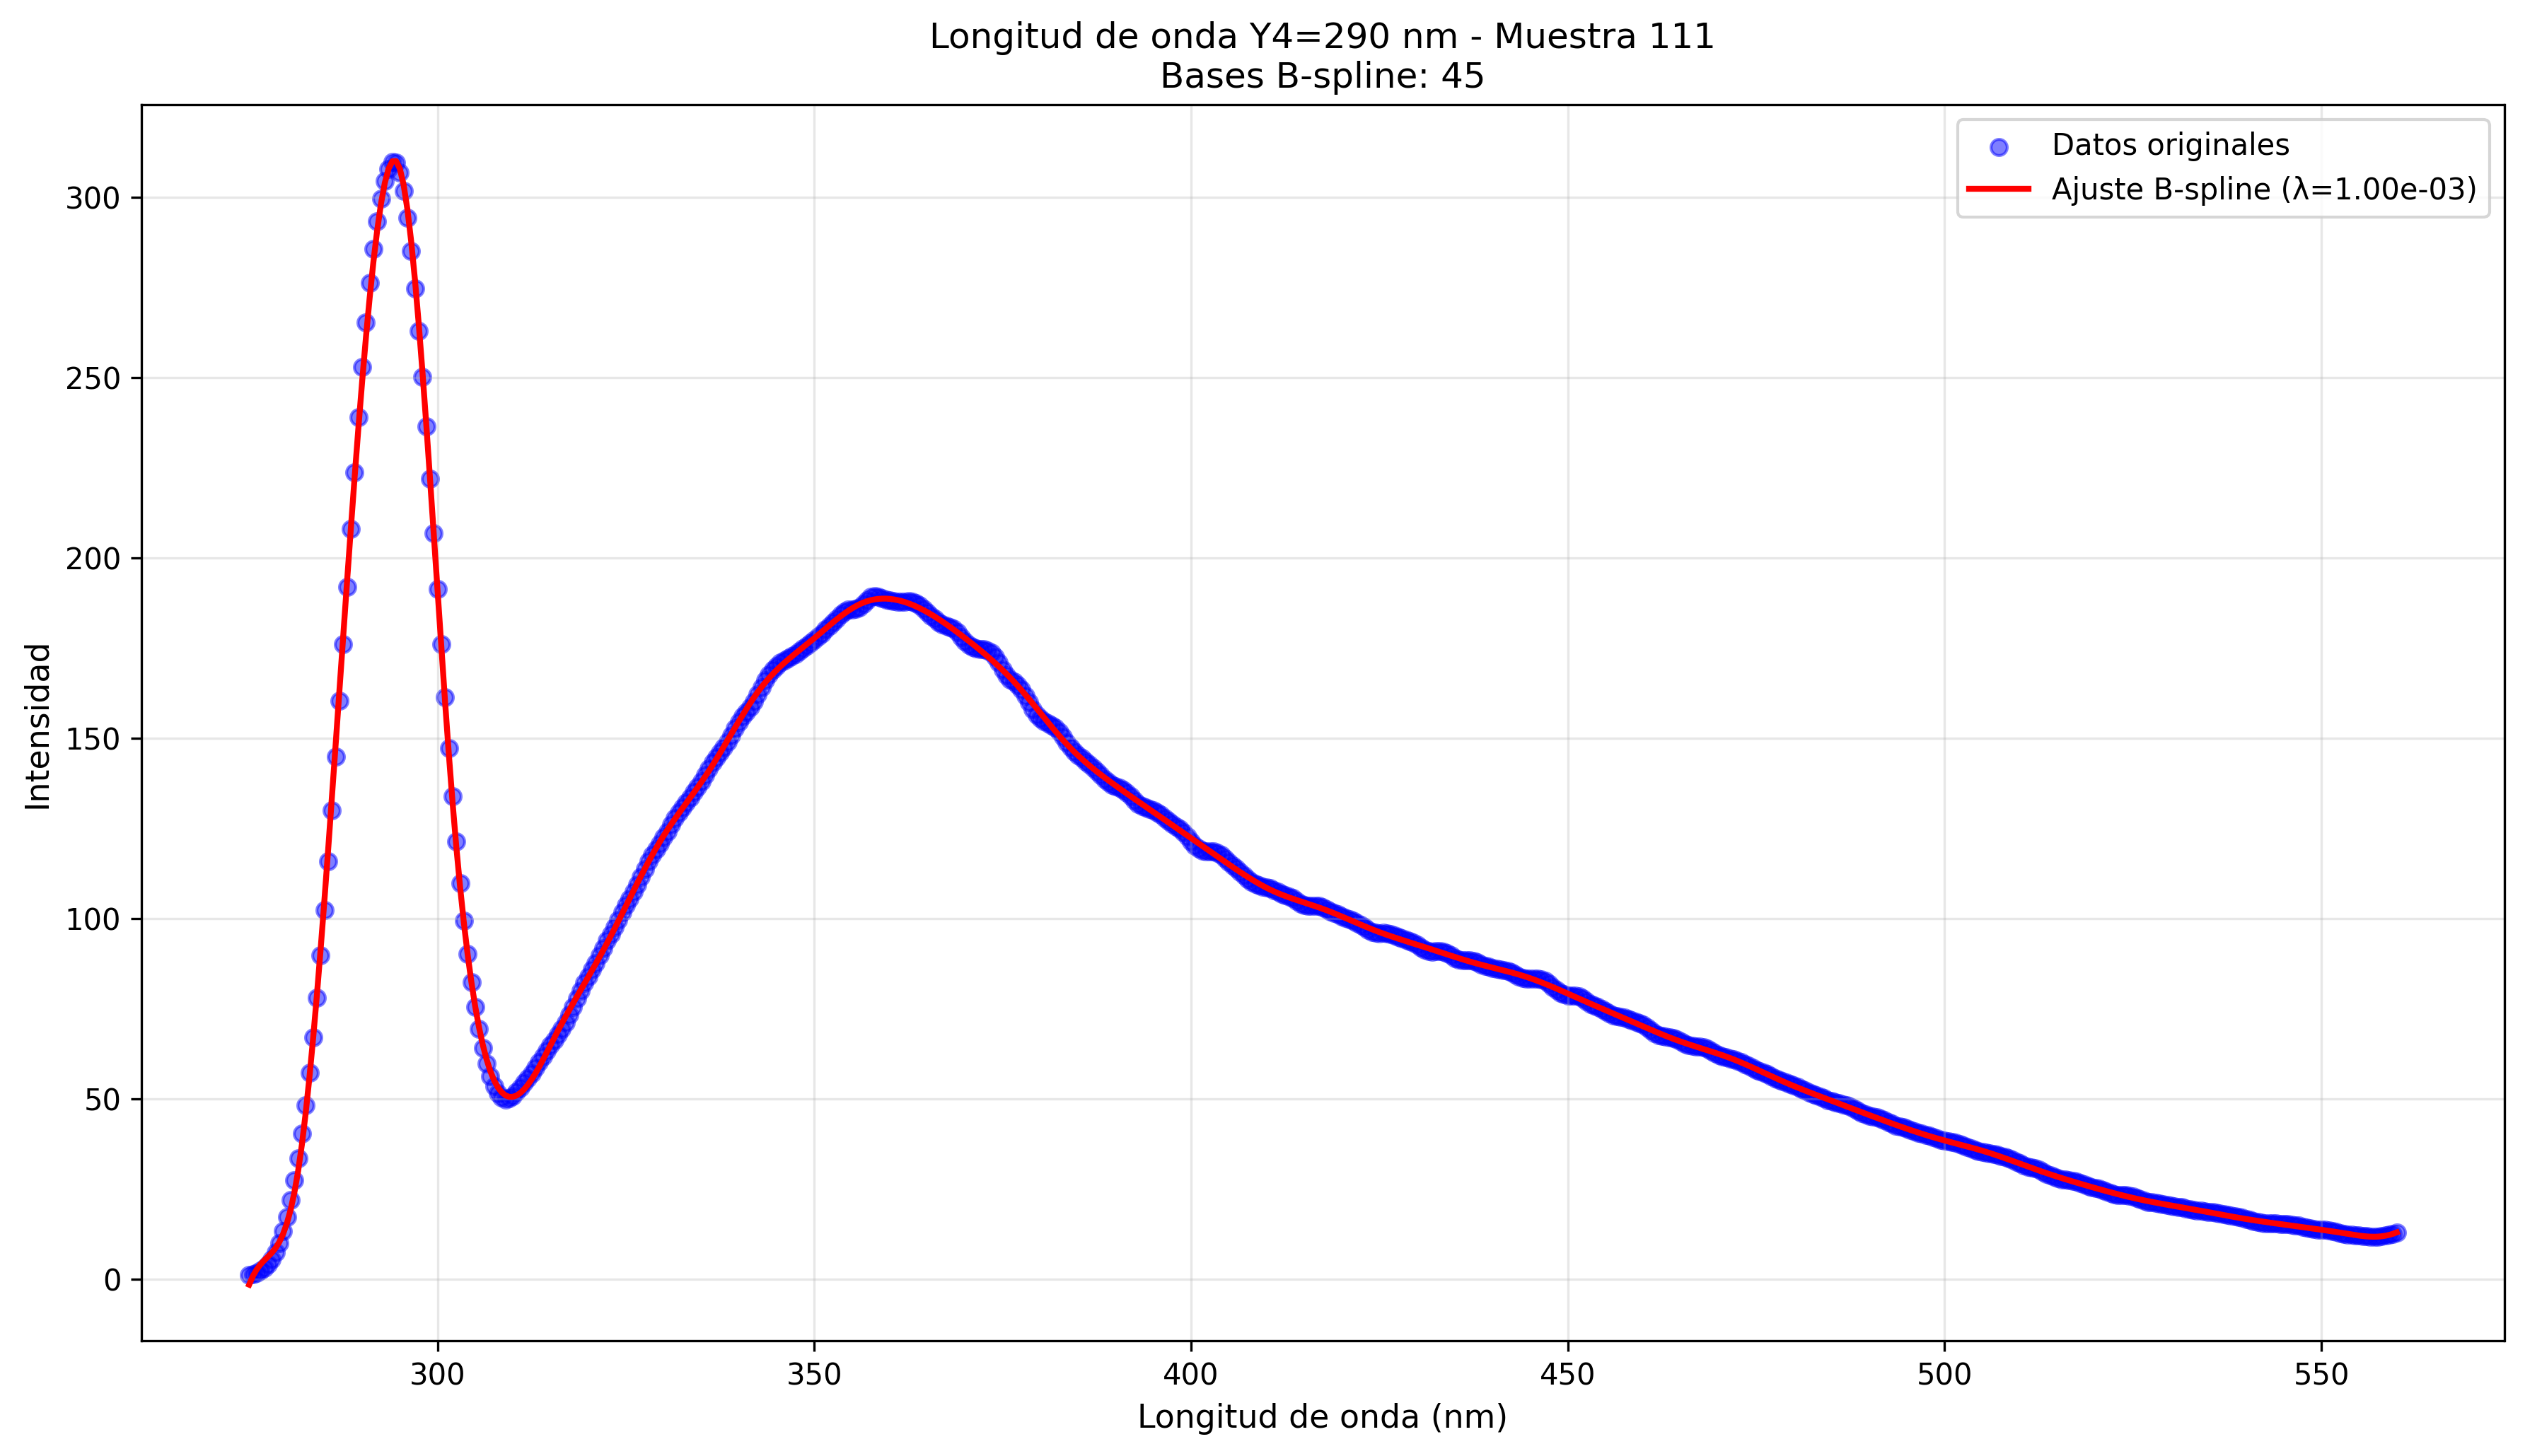 Longitud de onda Y4=290 nm - Muestra 111
Bases B-spline: 45
Datos originales
Ajuste B-spline (λ=1.00e-03)
Intensidad
300
250
200
150
100
50
0
300 350 400 450 500 550
Longitud de onda (nm)